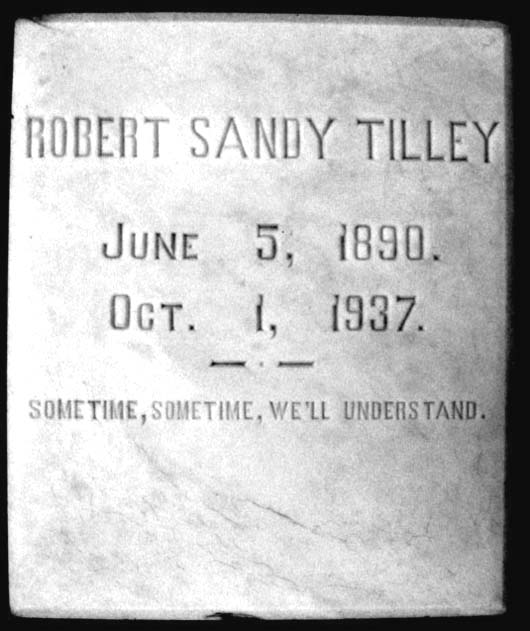 ROBERT SANDY TILLEY
JUNE 5, 1890.
OCT. 1, 1937.
SOMETIME, SOMETIME, WE'LL UNDERSTAND.